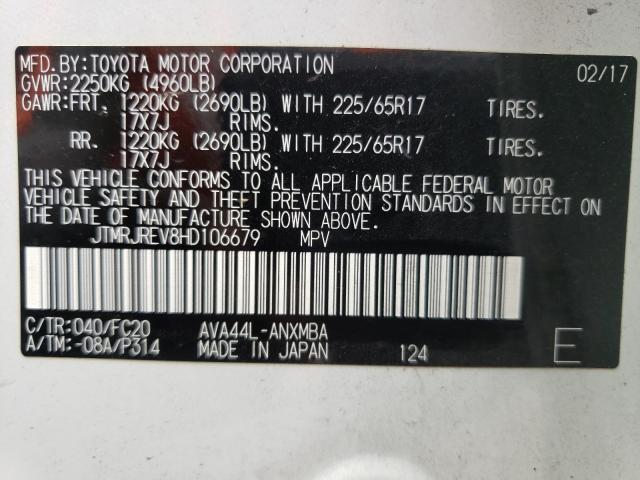 MFD.BY:TOYOTA MOTOR CORPORATION 02/17
GVWR:2250KG (4960LB)
GAWR:FRT. 1220KG (2690LB) WITH 225/65R17 TIRES.
17X7J RIMS.
RR. 1220KG (2690LB) WITH 225/65R17 TIRES.
17X7J RIMS.
THIS VEHICLE CONFORMS TO ALL APPLICABLE FEDERAL MOTOR
VEHICLE SAFETY AND THEFT PREVENTION STANDARDS IN EFFECT ON
THE DATE OF MANUFACTURE SHOWN ABOVE.
JTMRJREV8HD106679 MPV
C/TR:040/FC20 AVA44L-ANXMBA
A/TM:-08A/P314 MADE IN JAPAN 124 E